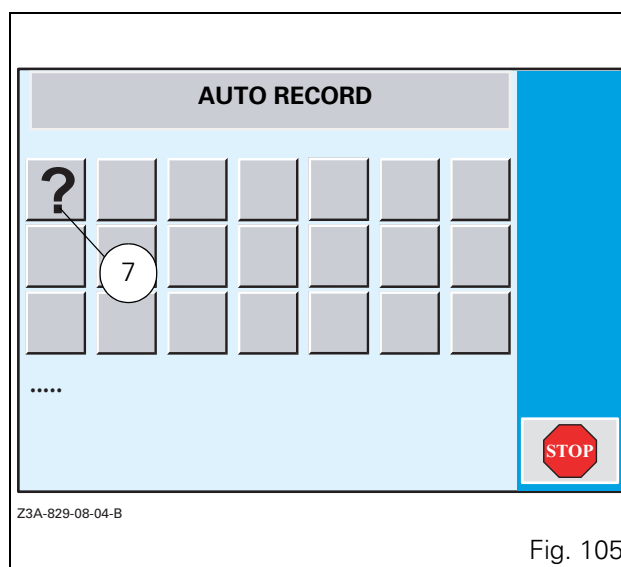 AUTO RECORD
?
7
.....
STOP
Z3A-829-08-04-B
Fig. 105